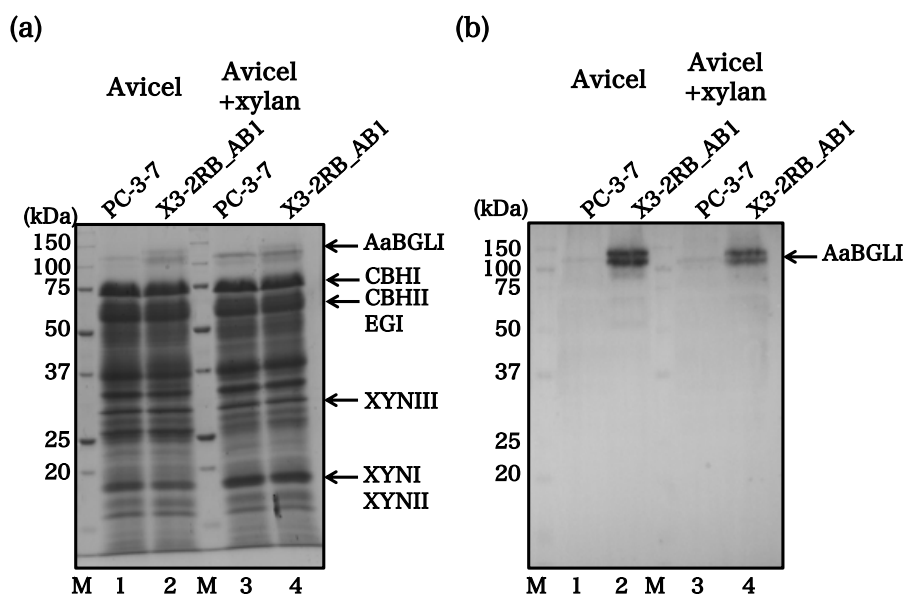 (a)
Avicel
Avicel
+xylan
PC-3-7
X3-2RB_AB1
PC-3-7
X3-2RB_AB1
(kDa)
150
100
75
50
37
25
20
AaBGLI
CBHI
CBHII
EGI
XYNIII
XYNI
XYNII
M 1 2 M 3 4
(b)
Avicel
Avicel
+xylan
PC-3-7
X3-2RB_AB1
PC-3-7
X3-2RB_AB1
(kDa)
150
100
75
50
37
25
20
AaBGLI
M 1 2 M 3 4